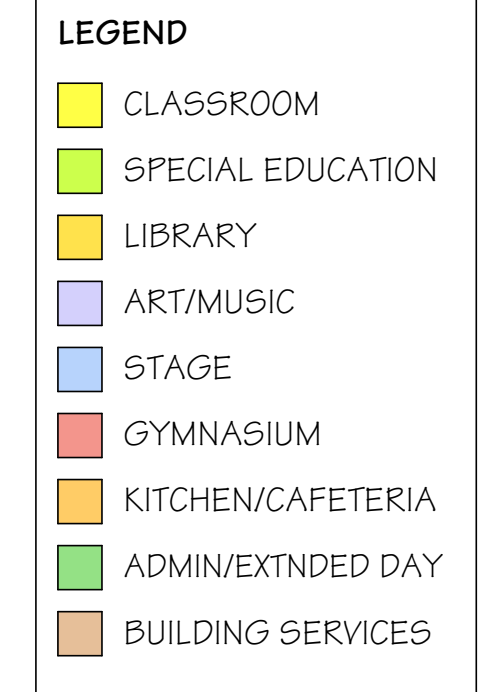 LEGEND
CLASSROOM
SPECIAL EDUCATION
LIBRARY
ART/MUSIC
STAGE
GYMNASIUM
KITCHEN/CAFETERIA
ADMIN/EXTNDED DAY
BUILDING SERVICES